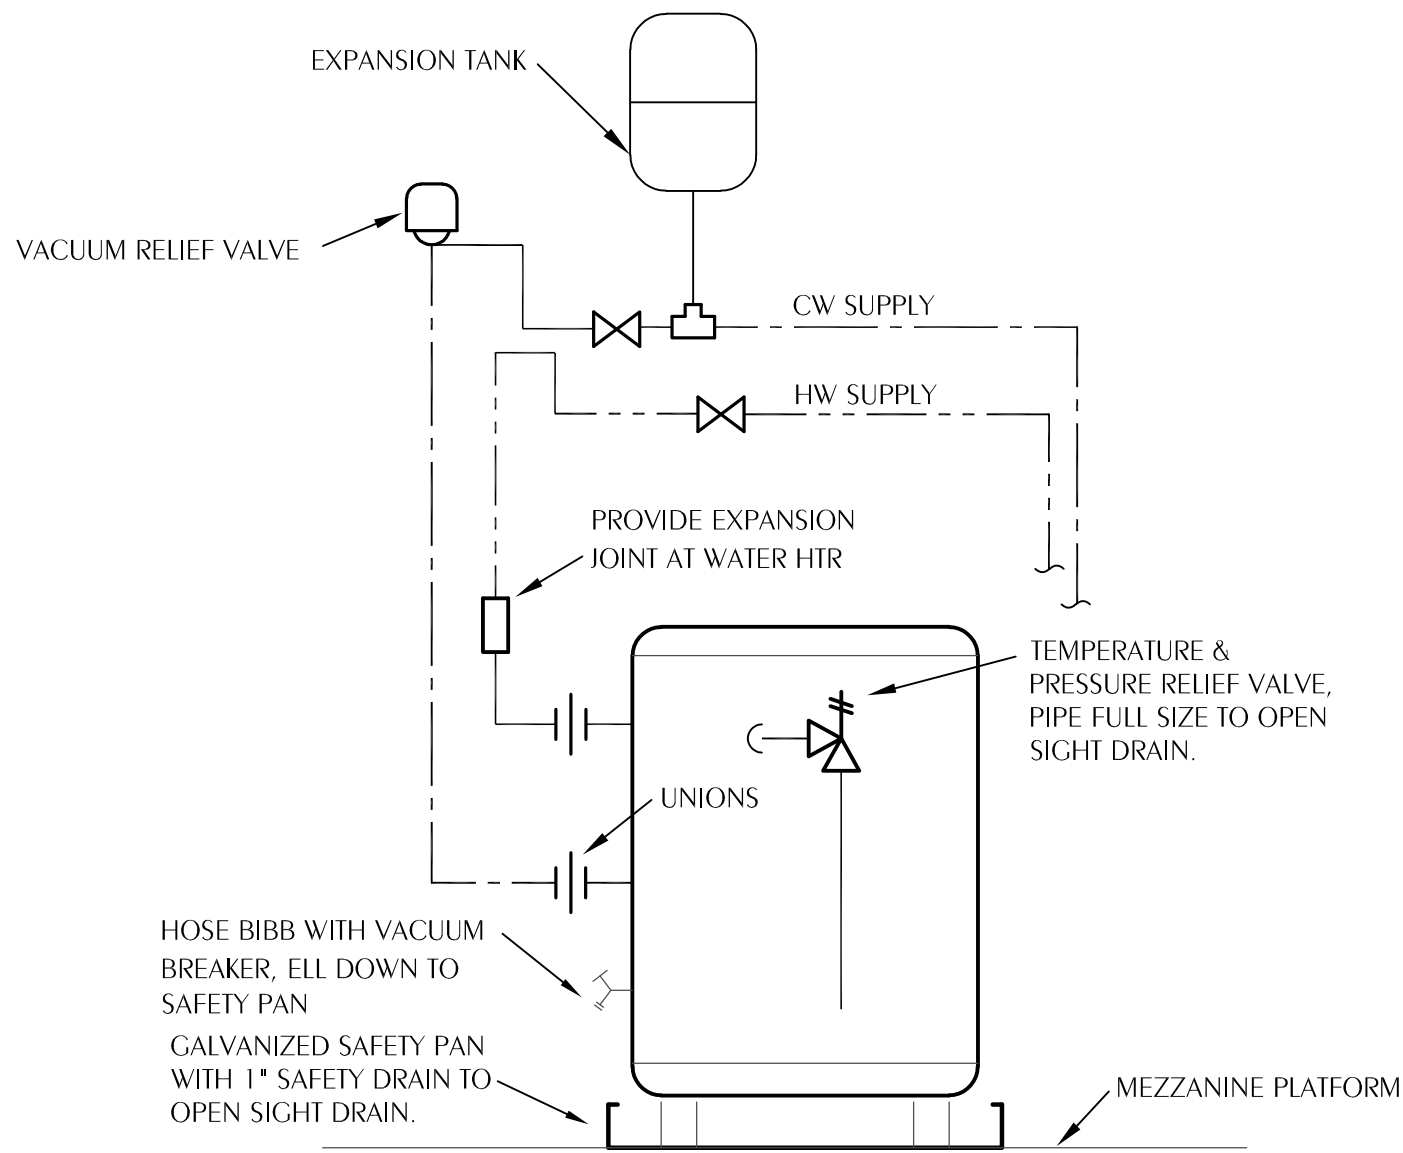 EXPANSION TANK
VACUUM RELIEF VALVE
CW SUPPLY
HW SUPPLY
PROVIDE EXPANSION
JOINT AT WATER HTR
TEMPERATURE &
PRESSURE RELIEF VALVE,
PIPE FULL SIZE TO OPEN
SIGHT DRAIN.
UNIONS
HOSE BIBB WITH VACUUM
BREAKER, ELL DOWN TO
SAFETY PAN
GALVANIZED SAFETY PAN
WITH 1" SAFETY DRAIN TO
OPEN SIGHT DRAIN.
MEZZANINE PLATFORM